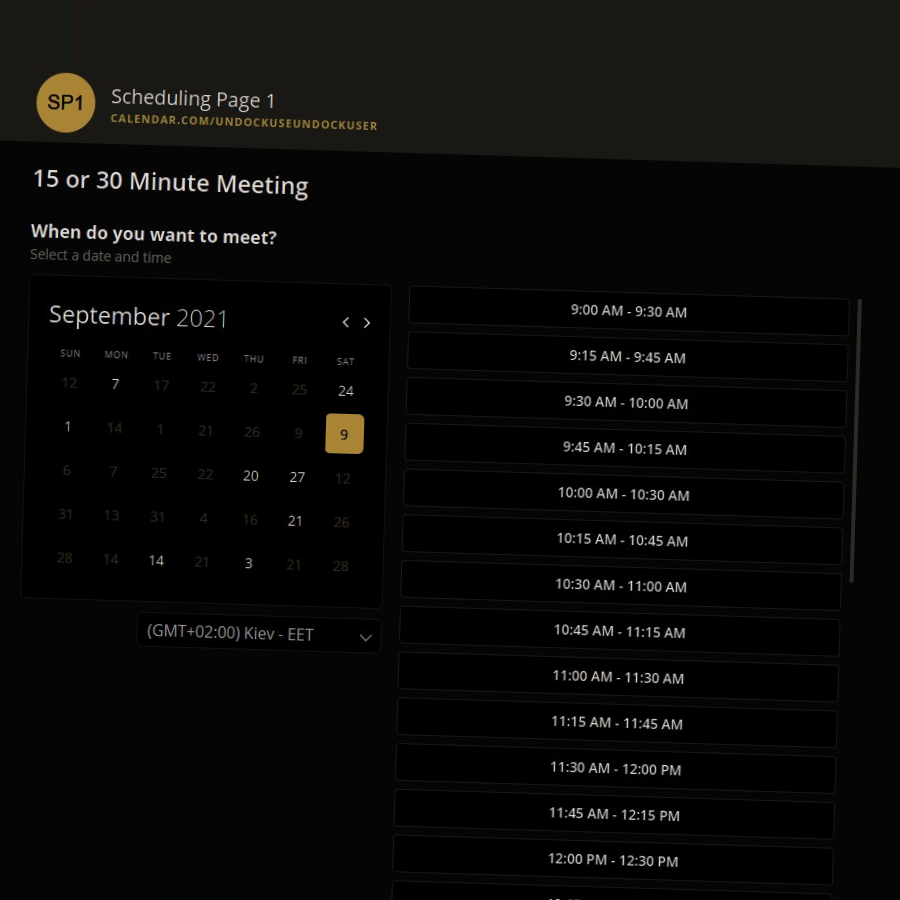 SP1
Scheduling Page 1
CALENDAR.COM/UNDOCKUSEUNDOCKUSER
15 or 30 Minute Meeting
When do you want to meet?
Select a date and time
September 2021
SUN MON TUE WED THU FRI SAT
12 7 17 22 2 25 24
1 14 1 21 26 9 9
6 7 25 22 20 27 12
31 13 31 4 16 21 26
28 14 14 21 3 21 28
(GMT+02:00) Kiev - EET
9:00 AM - 9:30 AM
9:15 AM - 9:45 AM
9:30 AM - 10:00 AM
9:45 AM - 10:15 AM
10:00 AM - 10:30 AM
10:15 AM - 10:45 AM
10:30 AM - 11:00 AM
10:45 AM - 11:15 AM
11:00 AM - 11:30 AM
11:15 AM - 11:45 AM
11:30 AM - 12:00 PM
11:45 AM - 12:15 PM
12:00 PM - 12:30 PM